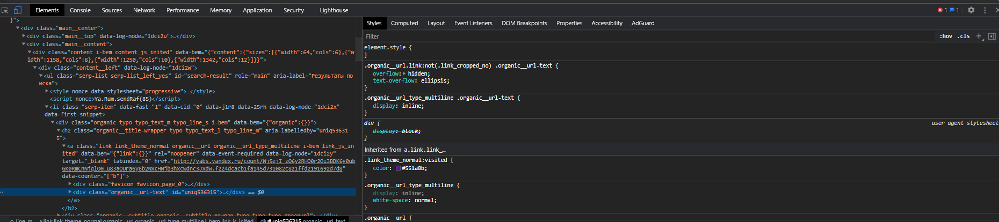 Elements Console Sources Network Performance Memory Application Security Lighthouse 1 1
}">
<div class="main__center">
<div class="main__top" data-log-node="1dci2u">…</div>
<div class="main__content">
<div class="content i-bem content_js_inited" data-bem="{"content":{"sizes":[{"width":64,"cols":6},{"w
idth":1158,"cols":8},{"width":1250,"cols":10},{"width":1342,"cols":12}]}}">
<div class="content__left" data-log-node="1dci2w">
<ul class="serp-list serp-list_left_yes" id="search-result" role="main" aria-label="Результаты по
иска">
<style nonce data-stylesheet="progressive">…</style>
<script nonce>Ya.Rum.sendRaf(85)</script>
<li class="serp-item" data-fast="1" data-cid="0" data-j1r8 data-25rh data-log-node="1dci2x"
data-first-snippet>
<div class="organic typo typo_text_m typo_line_s i-bem" data-bem="{"organic":{}}">
<h2 class="organic__title-wrapper typo typo_text_l typo_line_m" aria-labelledby="uniq53631
5">
<a class="link link_theme_normal organic__url organic__url_type_multiline i-bem link_js_in
ited" data-bem="{"link":{}}" rel="noopener" data-event-required data-log-node="1dci2y"
target="_blank" tabindex="0" href="http://yabs.yandex.ru/count/WjSejI_zO6y2RHO0r2Oi3BDK6y0ub
GK0RmCnNjqlO0…u83aOUra6y6b2NxcHNjb3hxcWdnc3Jxdw.f224dcacb1fa145d731082c821ffd2191692d7d8"
data-counter="["b"]">
<div class="favicon favicon_page_0">…</div>
<div class="organic__url-text" id="uniq536315">…</div> == $0
</a>
</h2>
<div class="organic__subtitle organic__subtitle_nowrap typo typo_type_greenurl">…</div>
o_line_m a.link.link_theme_normal.organic__url.organic__url_type_multiline.i-bem.link_js_inited div#uniq536315.organic__url-text
Styles Computed Layout Event Listeners DOM Breakpoints Properties Accessibility AdGuard
Filter :hov .cls +
element.style {
}
.organic__url.link:not(.link_cropped_no) .organic__url-text {
overflow: hidden;
text-overflow: ellipsis;
}
.organic__url_type_multiline .organic__url-text {
display: inline;
}
div { user agent stylesheet
display: block;
}
Inherited from a.link.link_…
.link_theme_normal:visited {
color: #551a8b;
}
.organic__url_type_multiline {
display: inline;
white-space: normal;
}
.organic__url {